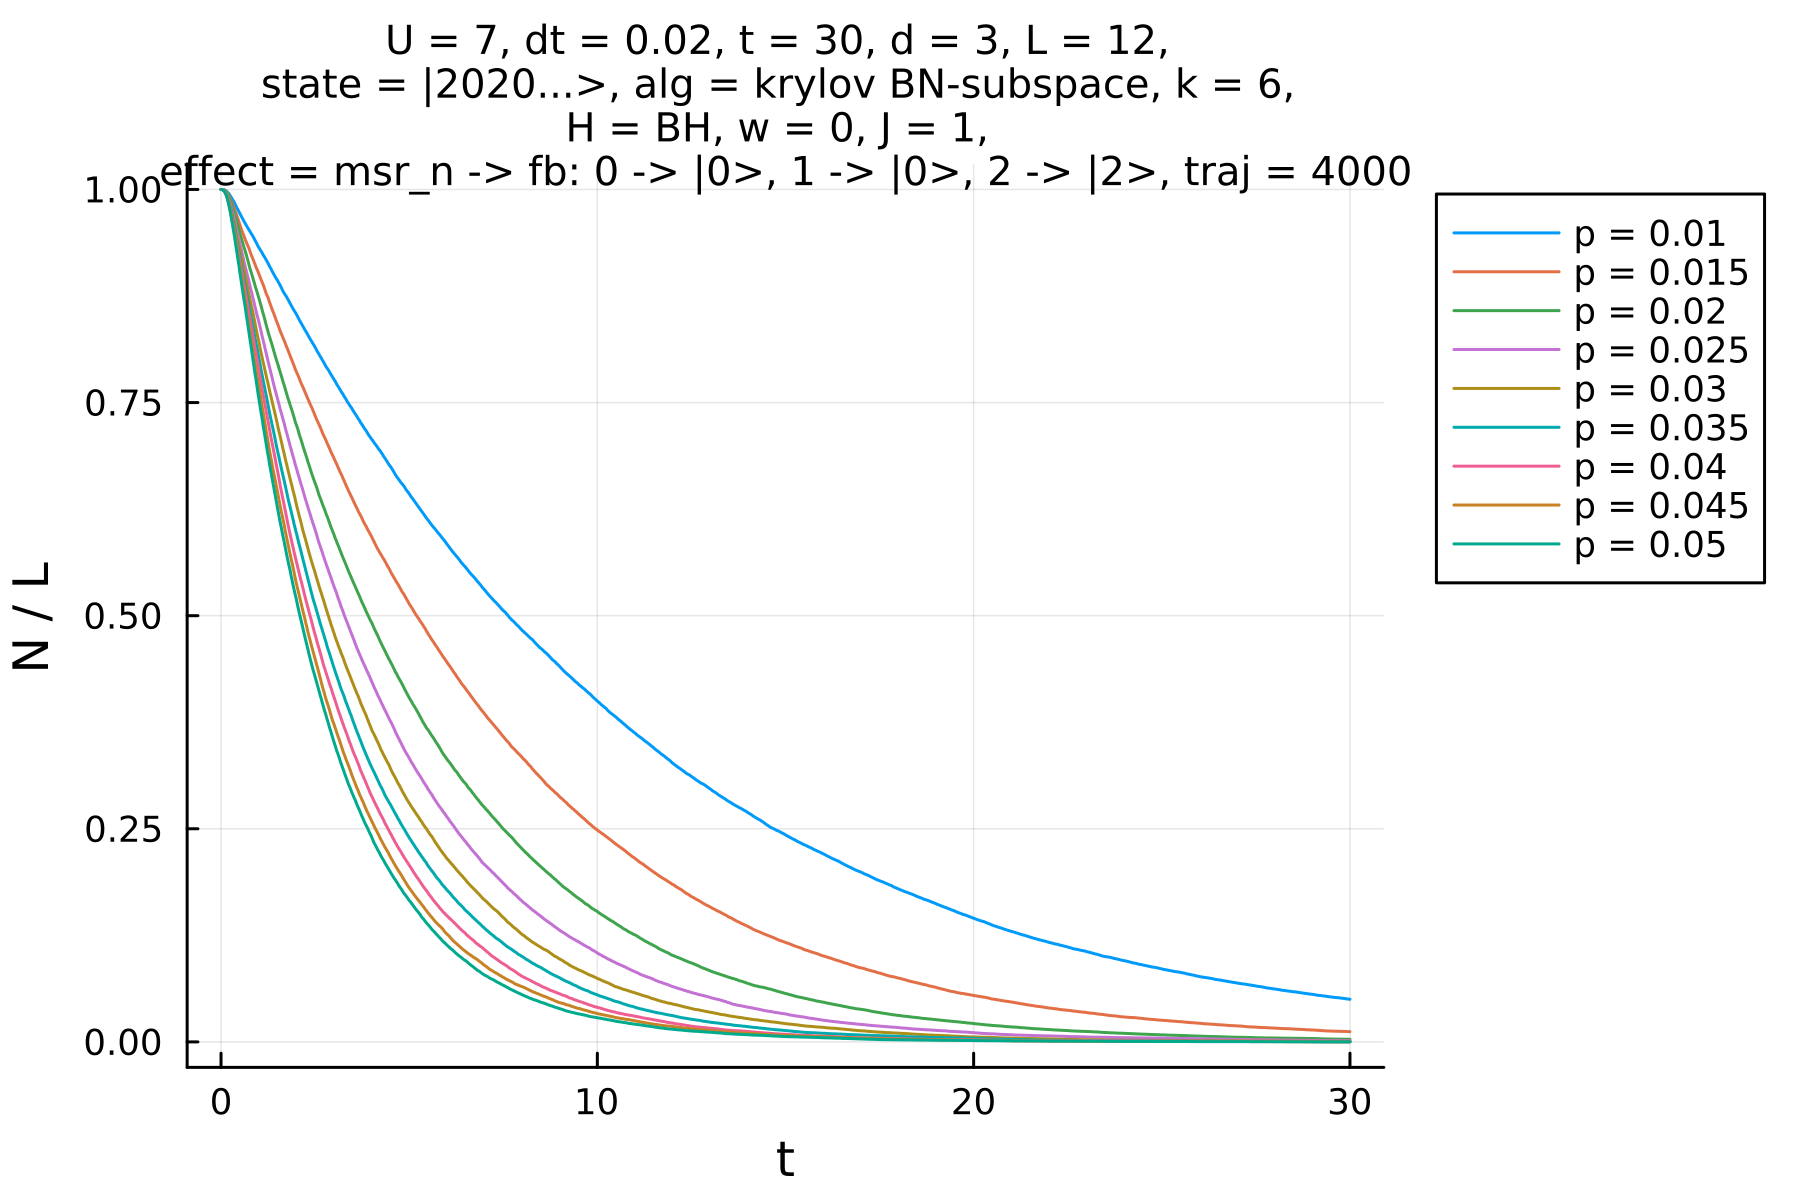 U = 7, dt = 0.02, t = 30, d = 3, L = 12,
state = |2020...>, alg = krylov BN-subspace, k = 6,
H = BH, w = 0, J = 1,
effect = msr_n -> fb: 0 -> |0>, 1 -> |0>, 2 -> |2>, traj = 4000
1.00
0.75
0.50
0.25
0.00
N / L
0 10 20 30
t
p = 0.01
p = 0.015
p = 0.02
p = 0.025
p = 0.03
p = 0.035
p = 0.04
p = 0.045
p = 0.05